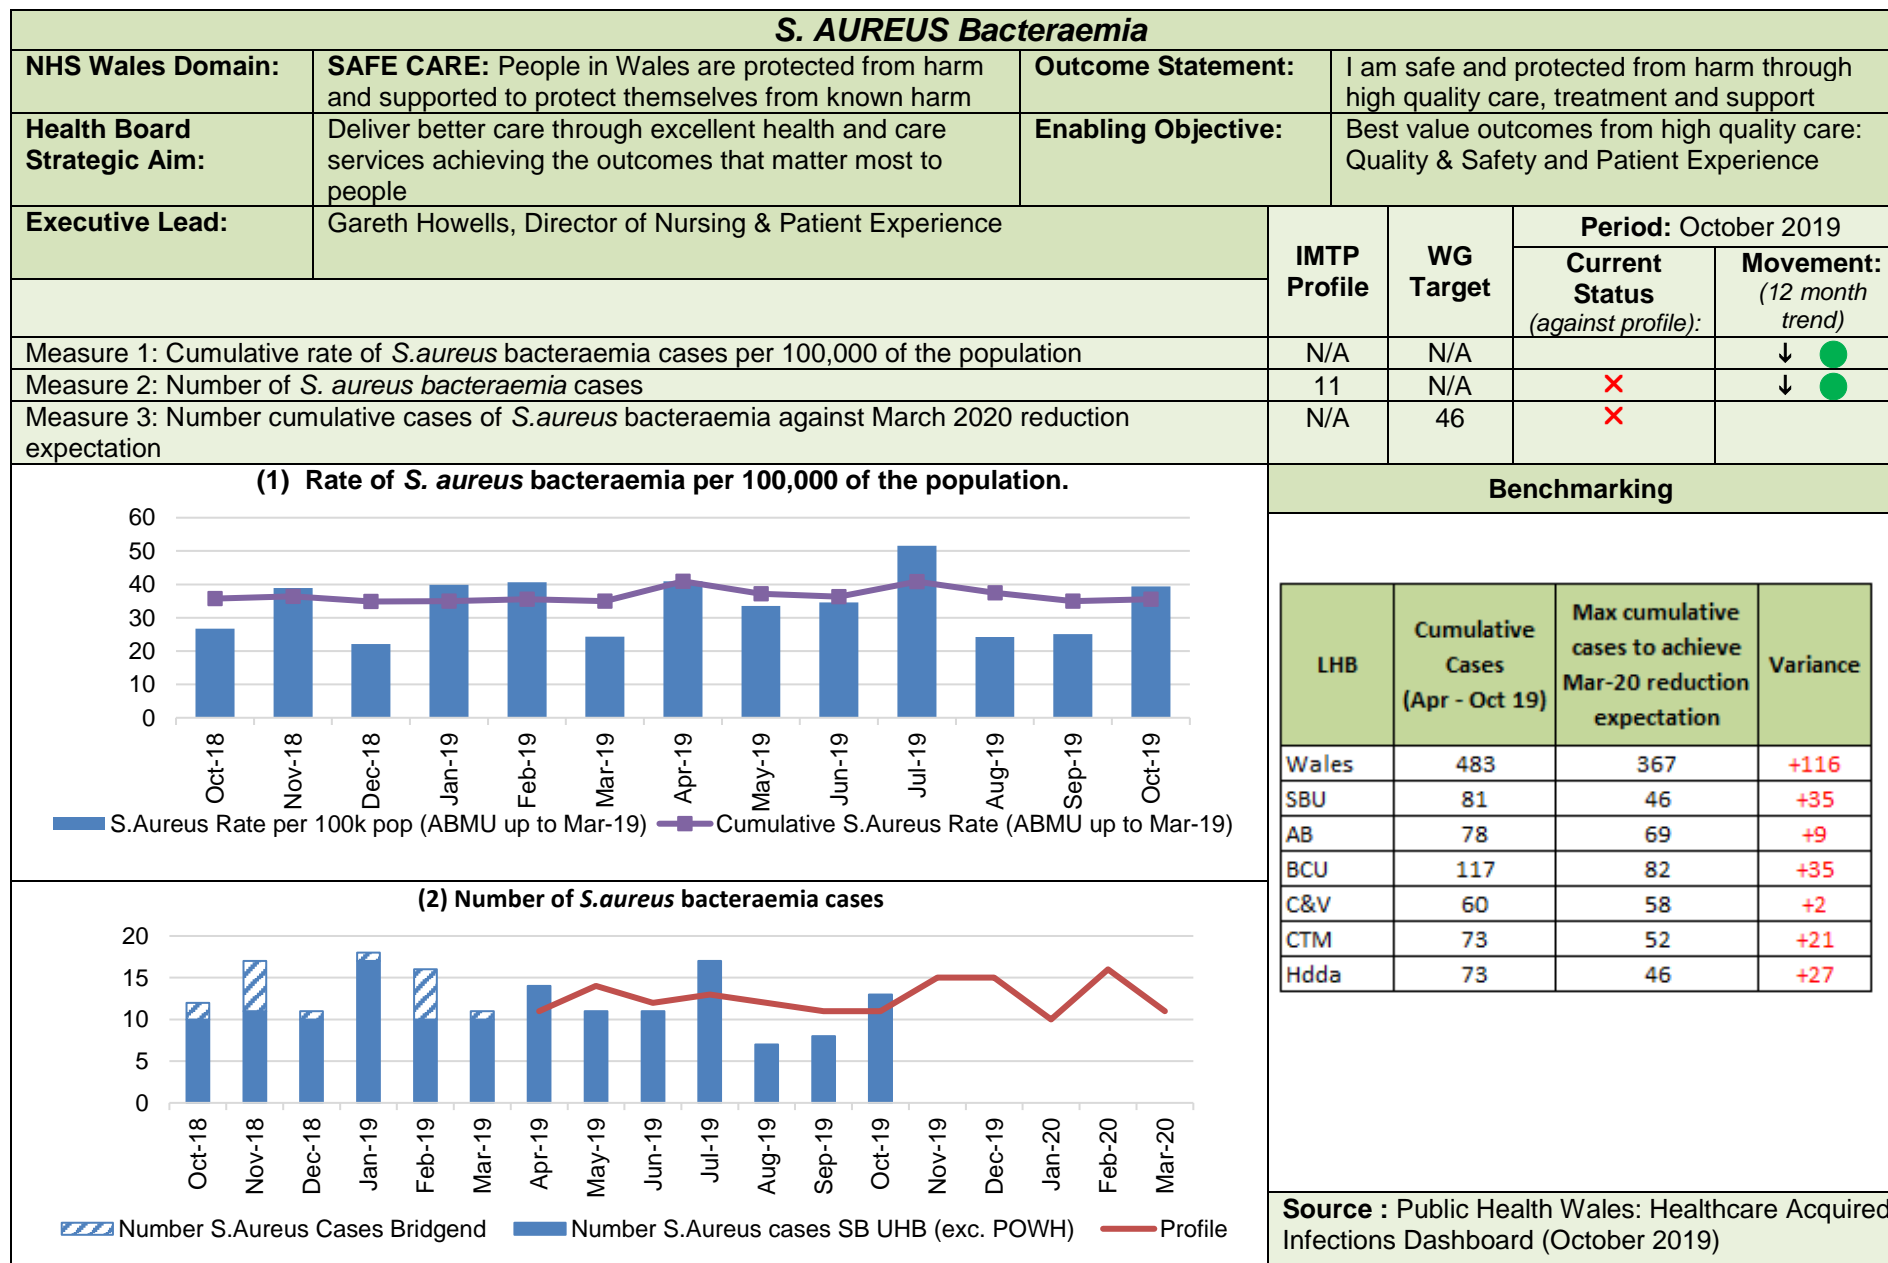 S. AUREUS Bacteraemia
NHS Wales Domain:
SAFE CARE: People in Wales are protected from harm
and supported to protect themselves from known harm
Outcome Statement:
I am safe and protected from harm through
high quality care, treatment and support
Health Board
Strategic Aim:
Deliver better care through excellent health and care
services achieving the outcomes that matter most to
people
Enabling Objective:
Best value outcomes from high quality care:
Quality & Safety and Patient Experience
Executive Lead:
Gareth Howells, Director of Nursing & Patient Experience
IMTP
Profile
WG
Target
Period: October 2019
Current
Status
(against profile):
Movement:
(12 month
trend)
Measure 1: Cumulative rate of S.aureus bacteraemia cases per 100,000 of the population
N/A
N/A
↓
Measure 2: Number of S. aureus bacteraemia cases
11
N/A
✕
↓
Measure 3: Number cumulative cases of S.aureus bacteraemia against March 2020 reduction
expectation
N/A
46
✕
(1) Rate of S. aureus bacteraemia per 100,000 of the population.
60
50
40
30
20
10
0
Oct-18
Nov-18
Dec-18
Jan-19
Feb-19
Mar-19
Apr-19
May-19
Jun-19
Jul-19
Aug-19
Sep-19
Oct-19
S.Aureus Rate per 100k pop (ABMU up to Mar-19)
Cumulative S.Aureus Rate (ABMU up to Mar-19)
(2) Number of S.aureus bacteraemia cases
20
15
10
5
0
Oct-18
Nov-18
Dec-18
Jan-19
Feb-19
Mar-19
Apr-19
May-19
Jun-19
Jul-19
Aug-19
Sep-19
Oct-19
Nov-19
Dec-19
Jan-20
Feb-20
Mar-20
Number S.Aureus Cases Bridgend
Number S.Aureus cases SB UHB (exc. POWH)
Profile
Benchmarking
LHB
Cumulative
Cases
(Apr - Oct 19)
Max cumulative
cases to achieve
Mar-20 reduction
expectation
Variance
Wales 483 367 +116
SBU 81 46 +35
AB 78 69 +9
BCU 117 82 +35
C&V 60 58 +2
CTM 73 52 +21
Hdda 73 46 +27
Source : Public Health Wales: Healthcare Acquired
Infections Dashboard (October 2019)